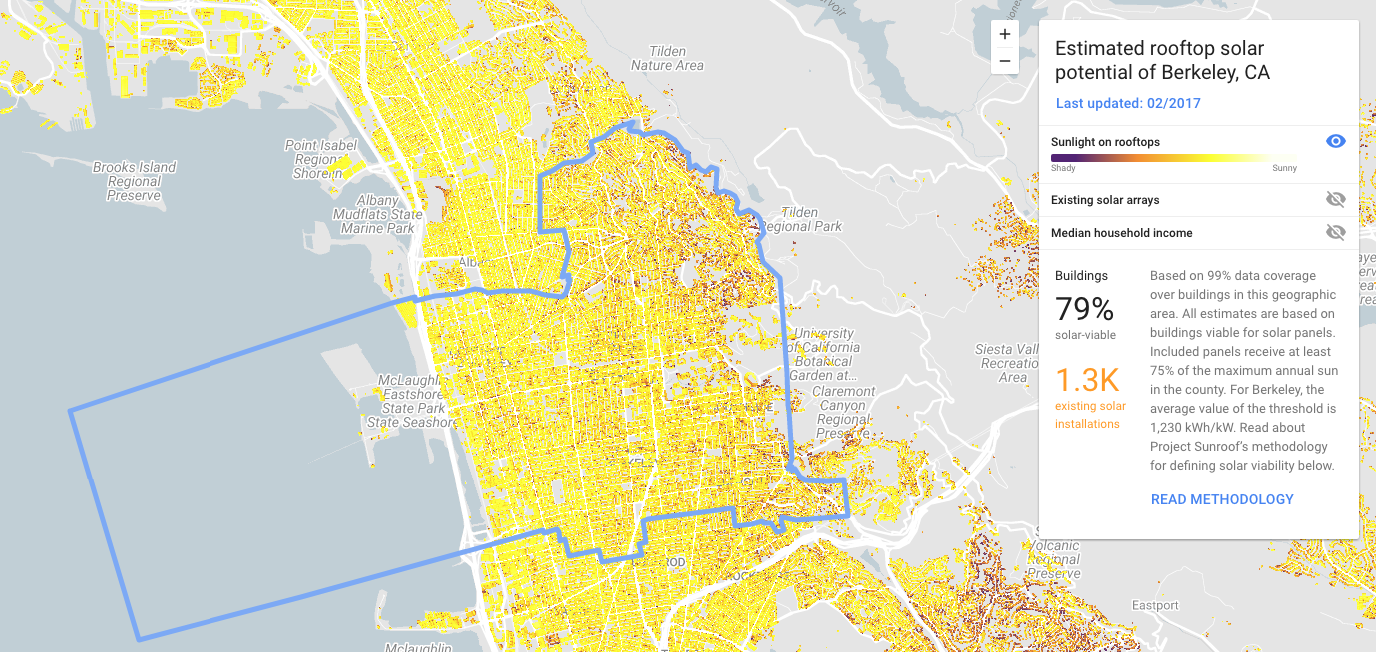 Tilden
Nature Area
Point Isabel
Regional
Shoreline
Brooks Island
Regional
Preserve
Albany
Mudflats State
Marine Park
Tilden
Regional Park
University
of California
Botanical
Garden at...
McLaughlin
Eastshore
State Park
State Seashore
Claremont
Canyon
Regional
Preserve
Siesta Valley
Recreation
Area
Volcanic
Regional
Preserve
Eastport
McLaughlin
+
−
Estimated rooftop solar
potential of Berkeley, CA
Last updated: 02/2017
Sunlight on rooftops
Shady Sunny
Existing solar arrays
Median household income
Buildings
79%
solar-viable
1.3K
existing solar
installations
Based on 99% data coverage
over buildings in this geographic
area. All estimates are based on
buildings viable for solar panels.
Included panels receive at least
75% of the maximum annual sun
in the county. For Berkeley, the
average value of the threshold is
1,230 kWh/kW. Read about
Project Sunroof's methodology
for defining solar viability below.
READ METHODOLOGY